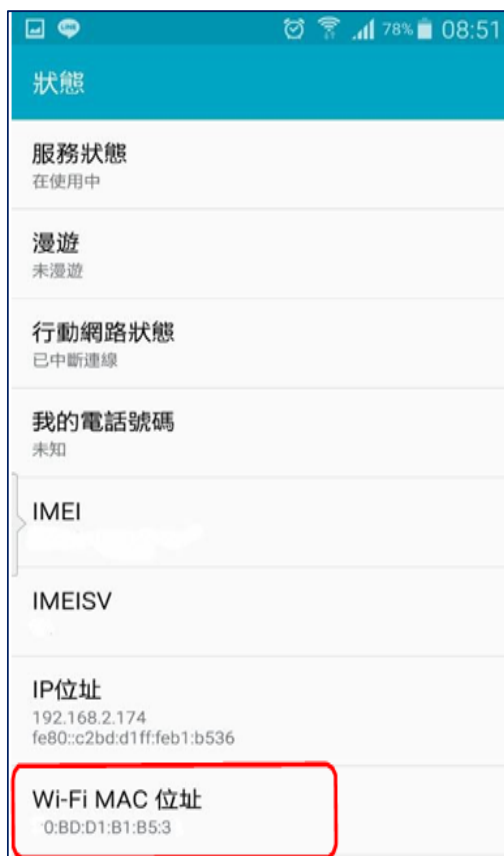 78% 08:51
狀態
服務狀態
在使用中
漫遊
未漫遊
行動網路狀態
已中斷連線
我的電話號碼
未知
IMEI
IMEISV
IP位址
192.168.2.174
fe80::c2bd:d1ff:feb1:b536
Wi-Fi MAC 位址
0:BD:D1:B1:B5:3